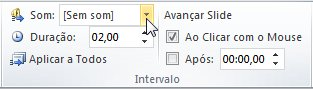 Som: [Sem som]
Duração: 02,00
Aplicar a Todos
Avançar Slide
Ao Clicar com o Mouse
Após: 00:00,00
Intervalo